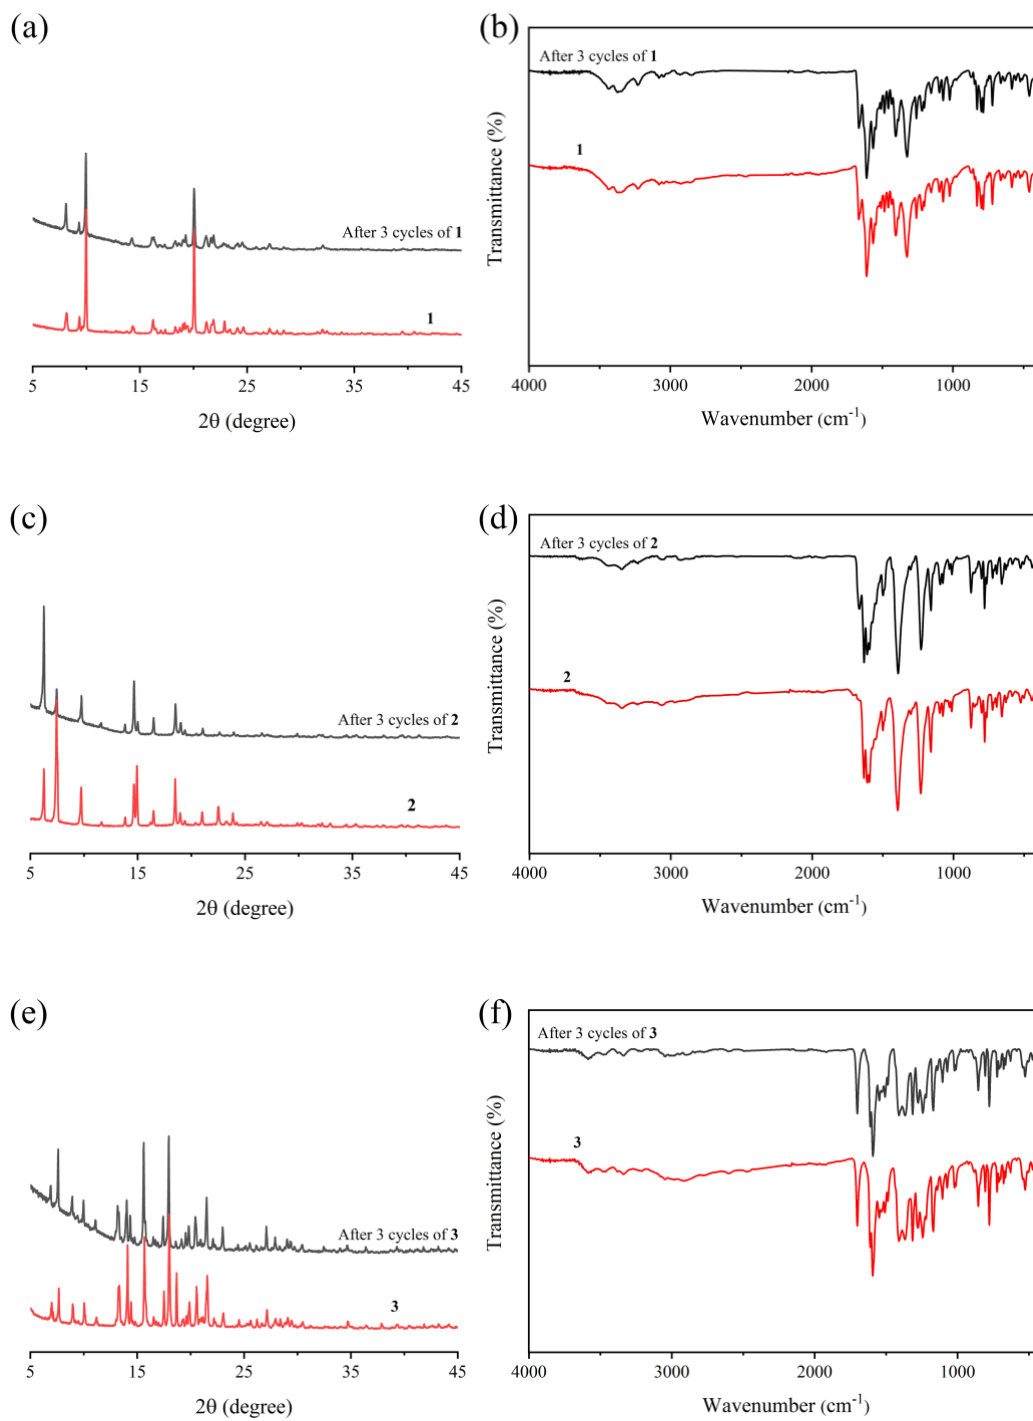 (a)
After 3 cycles of 1
1
5 15 25 35 45
2θ (degree)
(b)
Transmittance (%)
After 3 cycles of 1
1
4000 3000 2000 1000
Wavenumber (cm⁻¹)
(c)
After 3 cycles of 2
2
5 15 25 35 45
2θ (degree)
(d)
Transmittance (%)
After 3 cycles of 2
2
4000 3000 2000 1000
Wavenumber (cm⁻¹)
(e)
After 3 cycles of 3
3
5 15 25 35 45
2θ (degree)
(f)
Transmittance (%)
After 3 cycles of 3
3
4000 3000 2000 1000
Wavenumber (cm⁻¹)